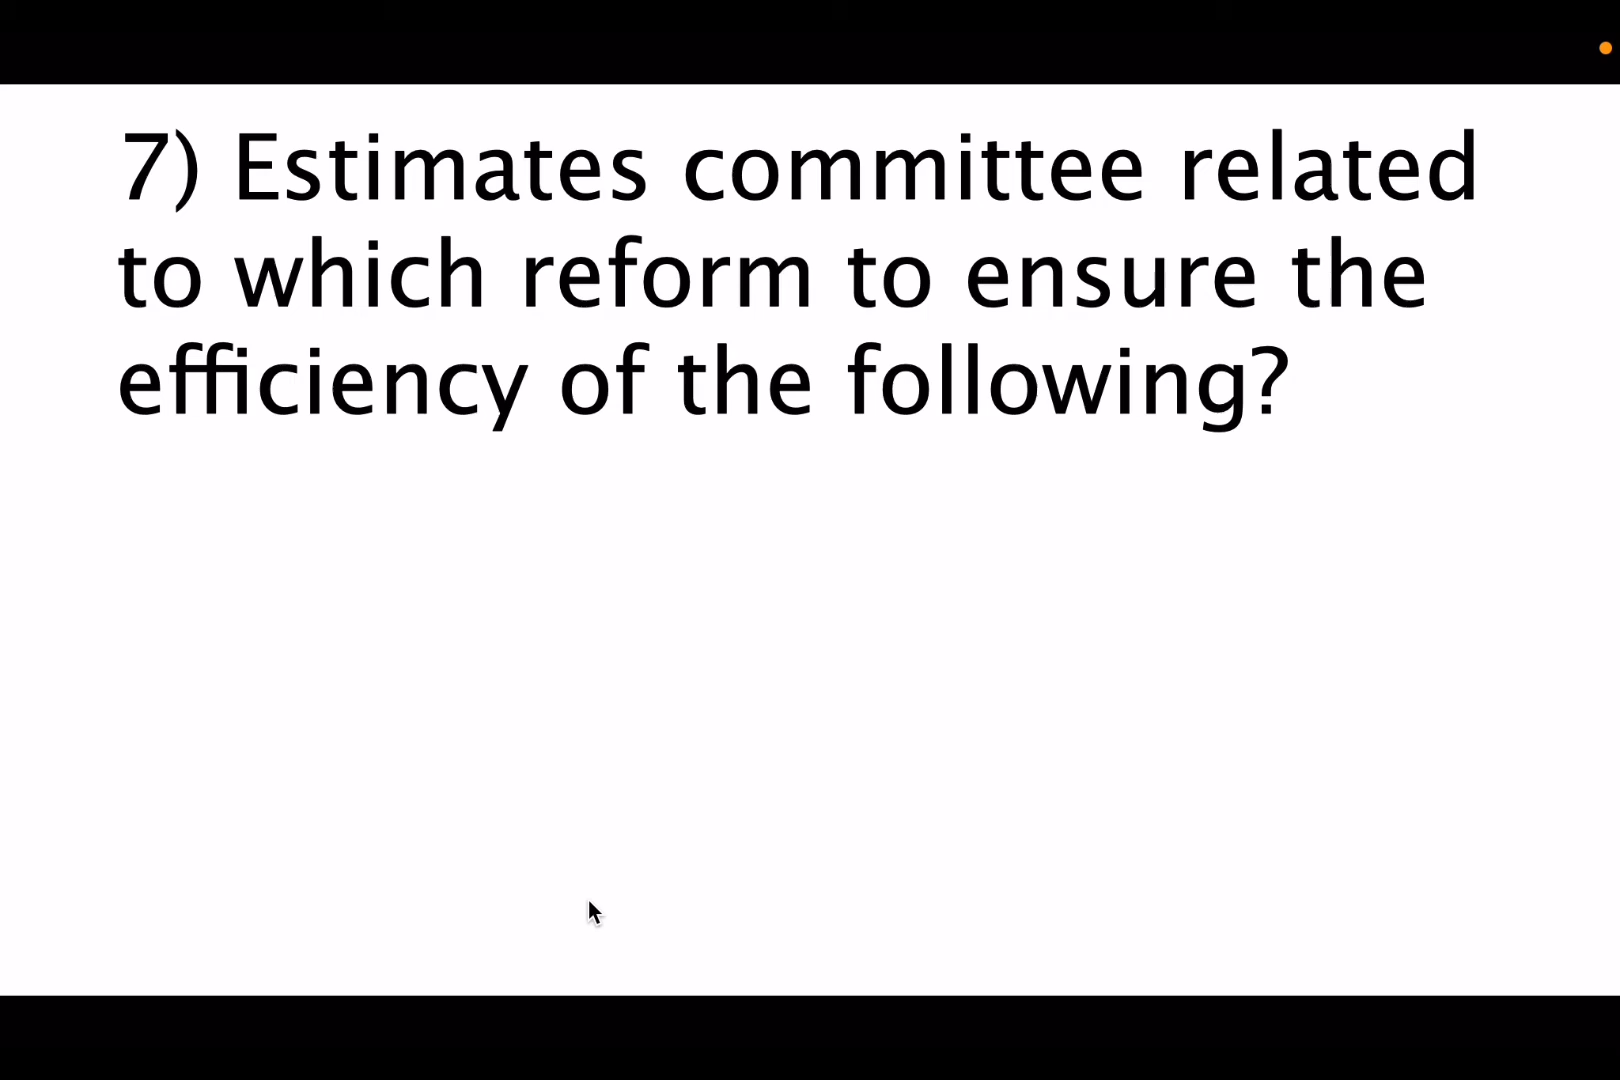 7) Estimates committee related
to which reform to ensure the
efficiency of the following?